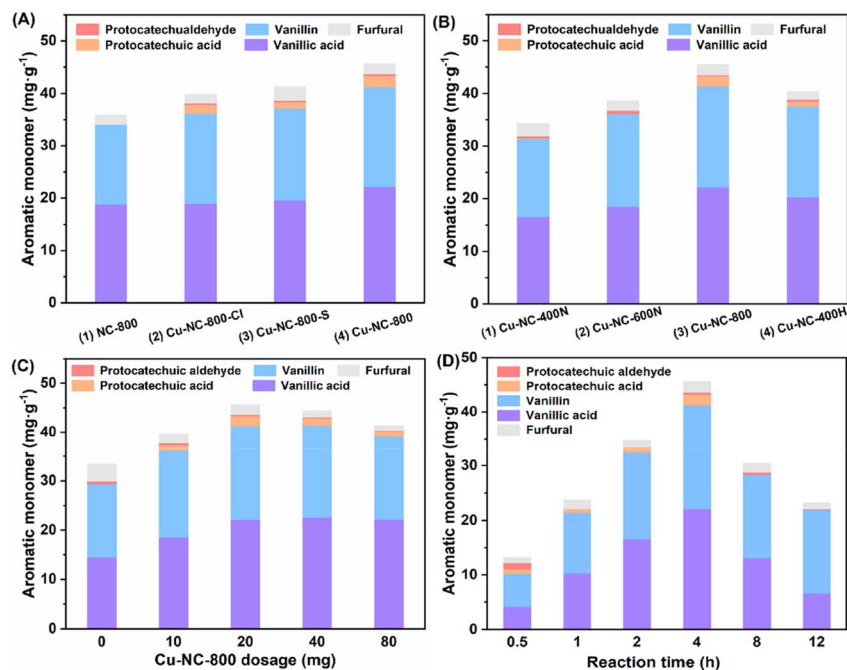 (A)
Protocatechualdehyde Vanillin Furfural
Protocatechuic acid Vanillic acid
Aromatic monomer (mg·g⁻¹)
50
40
30
20
10
0
(1) NC-800 (2) Cu-NC-800-Cl (3) Cu-NC-800-S (4) Cu-NC-800
(B)
Protocatechualdehyde Vanillin Furfural
Protocatechuic acid Vanillic acid
Aromatic monomer (mg·g⁻¹)
50
40
30
20
10
0
(1) Cu-NC-400N (2) Cu-NC-600N (3) Cu-NC-800 (4) Cu-NC-400H
(C)
Protocatechuic aldehyde Vanillin Furfural
Protocatechuic acid Vanillic acid
Aromatic monomer (mg·g⁻¹)
50
40
30
20
10
0
0 10 20 40 80
Cu-NC-800 dosage (mg)
(D)
Protocatechuic aldehyde
Protocatechuic acid
Vanillin
Vanillic acid
Furfural
Aromatic monomer (mg·g⁻¹)
50
40
30
20
10
0
0.5 1 2 4 8 12
Reaction time (h)